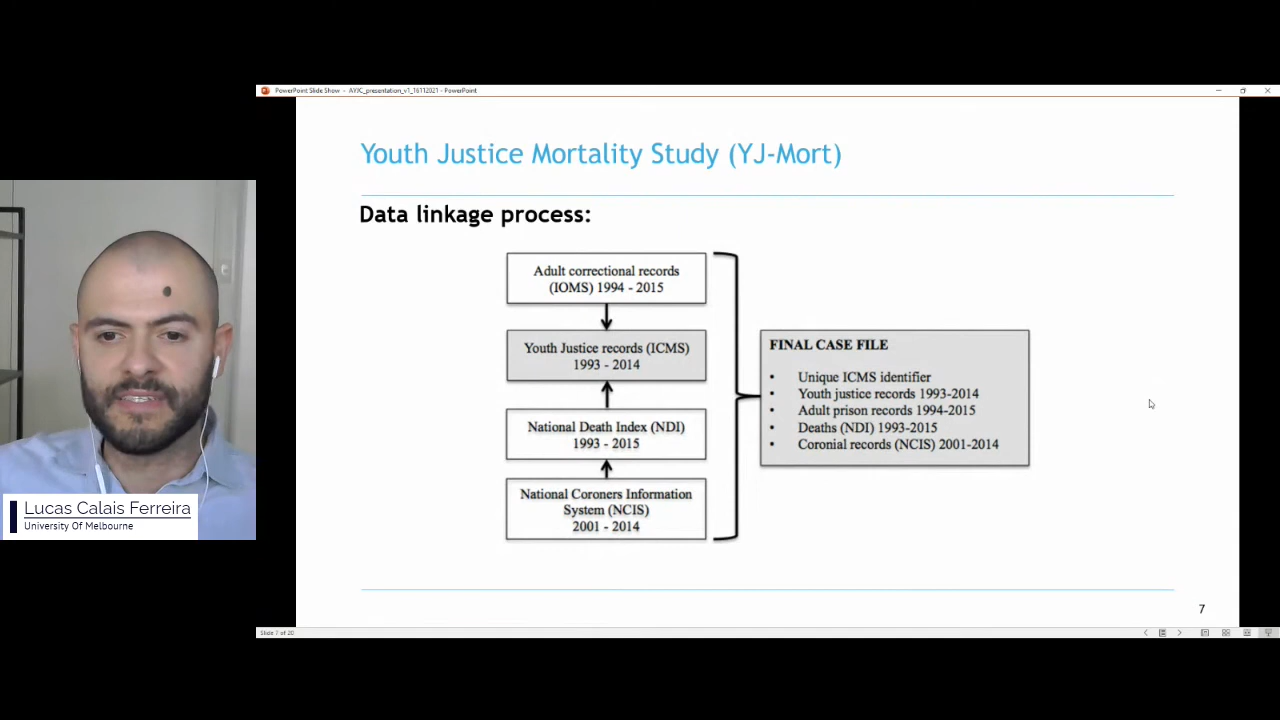 PowerPoint Slide Show - AYJC_presentation_v1_16112021 - PowerPoint
Youth Justice Mortality Study (YJ-Mort)
Data linkage process:
Adult correctional records
(IOMS) 1994 - 2015
Youth Justice records (ICMS)
1993 - 2014
National Death Index (NDI)
1993 - 2015
National Coroners Information
System (NCIS)
2001 - 2014
FINAL CASE FILE
• Unique ICMS identifier
• Youth justice records 1993-2014
• Adult prison records 1994-2015
• Deaths (NDI) 1993-2015
• Coronial records (NCIS) 2001-2014
7
Slide 7 of 20
Lucas Calais Ferreira
University Of Melbourne